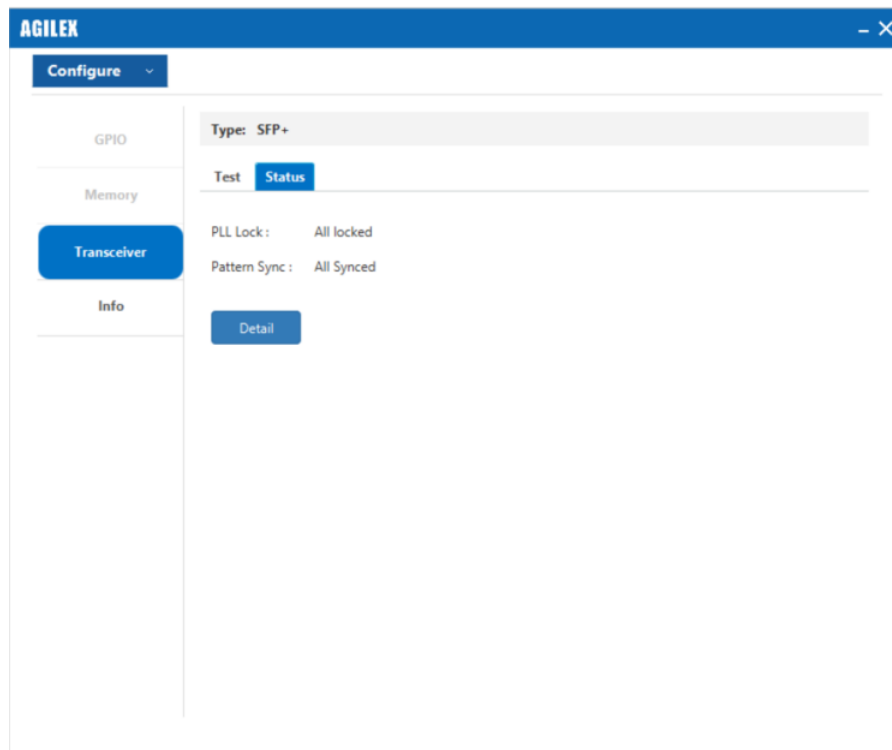 AGILEX
Configure
GPIO
Memory
Transceiver
Info
Type: SFP+
Test Status
PLL Lock : All locked
Pattern Sync : All Synced
Detail